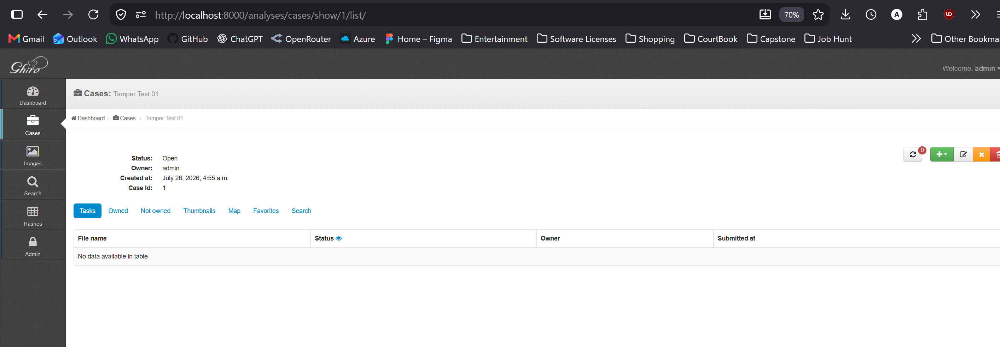 http://localhost:8000/analyses/cases/show/1/list/ 70%
Gmail Outlook WhatsApp GitHub ChatGPT OpenRouter Azure Home – Figma Entertainment Software Licenses Shopping CourtBook Capstone Job Hunt Other Bookma
Ghiro
Welcome, admin
Dashboard
Cases
Images
Search
Hashes
Admin
Cases: Tamper Test 01
Dashboard › Cases › Tamper Test 01
0
Status: Open
Owner: admin
Created at: July 26, 2026, 4:55 a.m.
Case Id: 1
Tasks Owned Not owned Thumbnails Map Favorites Search
File name Status Owner Submitted at
No data available in table